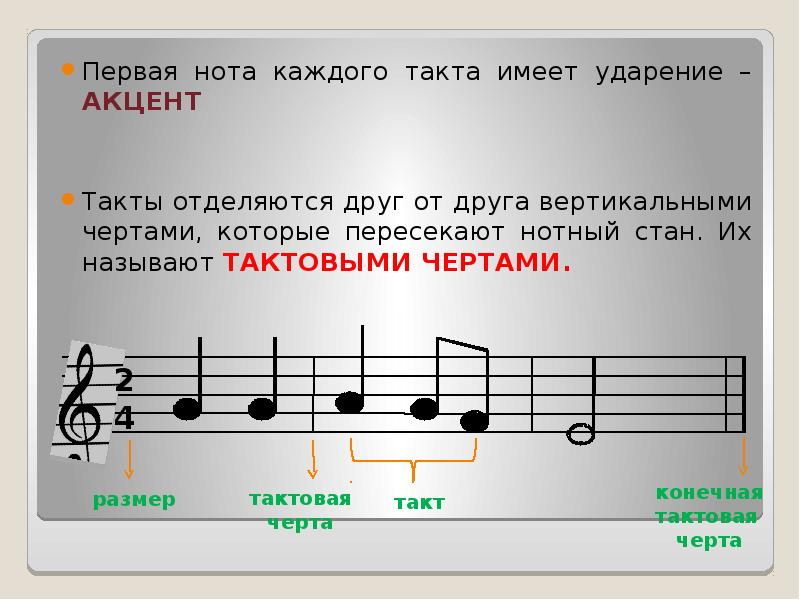 Первая нота каждого такта имеет ударение –
АКЦЕНТ
Такты отделяются друг от друга вертикальными
чертами, которые пересекают нотный стан. Их
называют ТАКТОВЫМИ ЧЕРТАМИ.
2
4
размер
тактовая
черта
такт
конечная
тактовая
черта